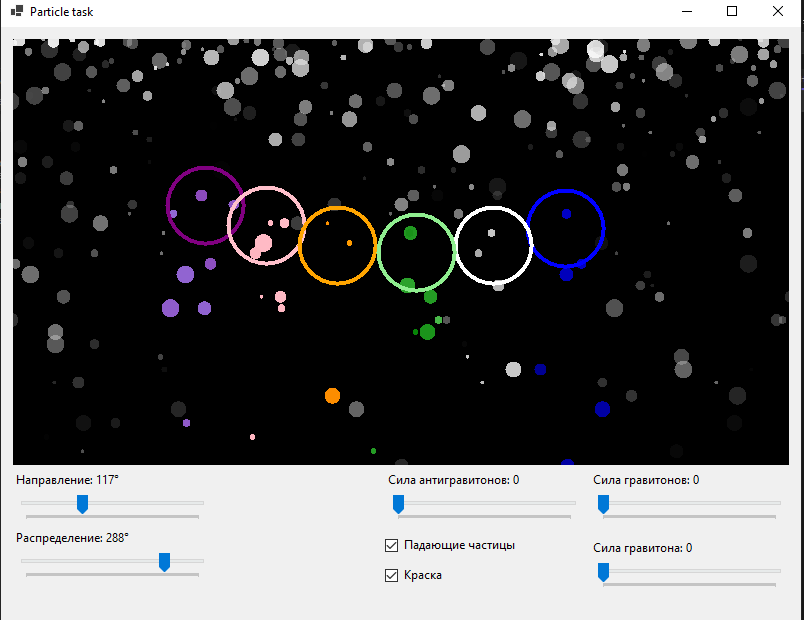 Particle task
Направление: 117°
Сила антигравитонов: 0
Сила гравитонов: 0
Распределение: 288°
Падающие частицы
Сила гравитона: 0
Краска